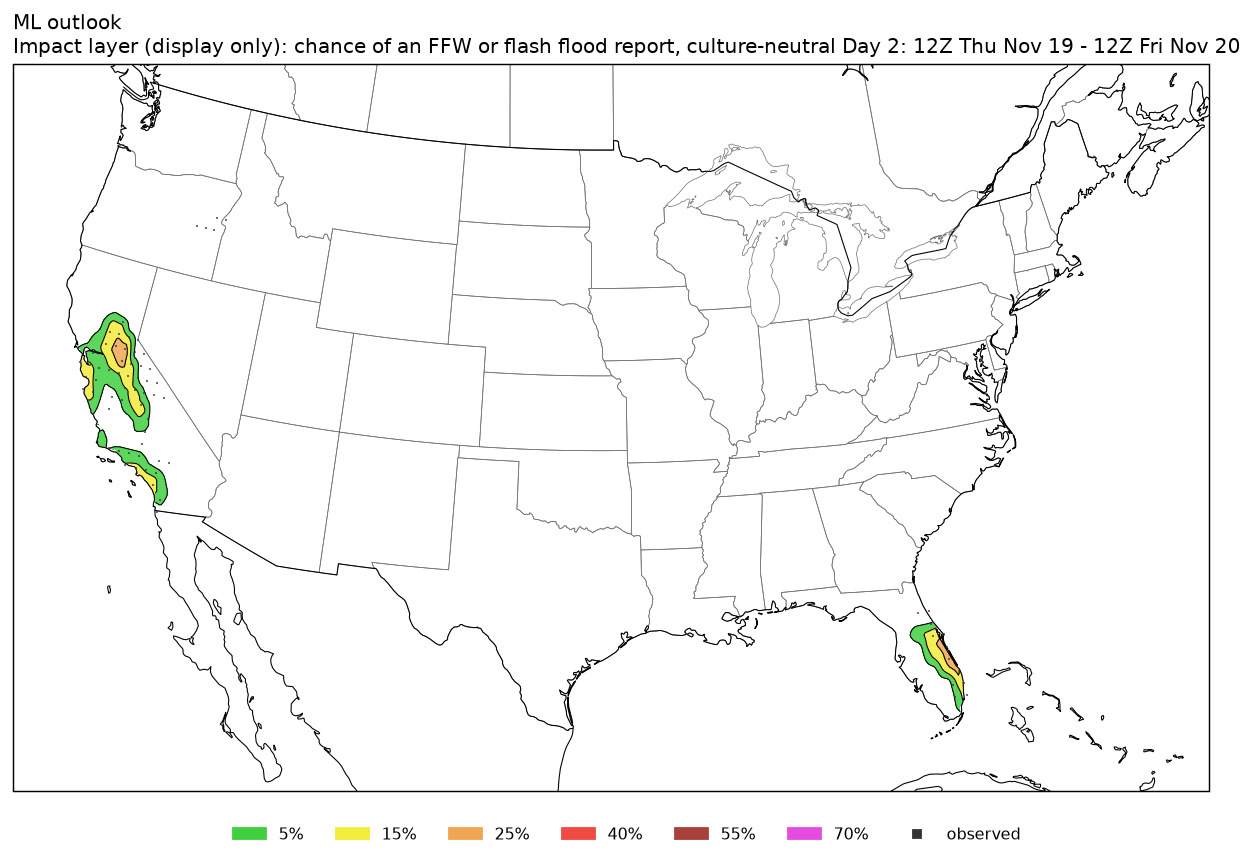 ML outlook
Impact layer (display only): chance of an FFW or flash flood report, culture-neutral Day 2: 12Z Thu Nov 19 - 12Z Fri Nov 20
5% 15% 25% 40% 55% 70% observed